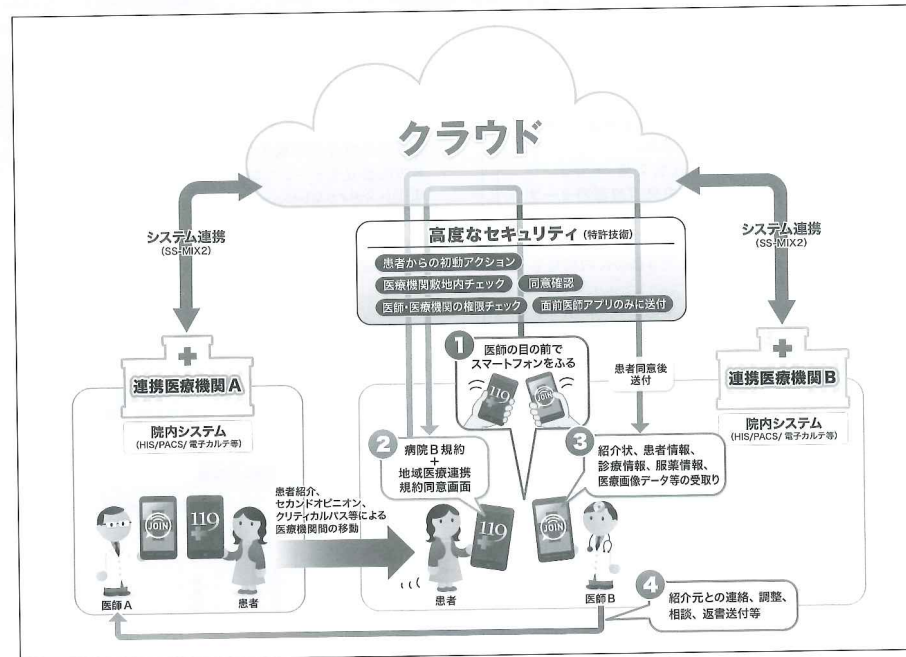 クラウド
システム連携
(SS-MIX2)
システム連携
(SS-MIX2)
高度なセキュリティ(特許技術)
患者からの初動アクション
医療機関敷地内チェック
同意確認
医師・医療機関の権限チェック
面前医師アプリのみに送付
連携医療機関A
院内システム
(HIS/PACS/電子カルテ等)
連携医療機関B
院内システム
(HIS/PACS/電子カルテ等)
1
医師の目の前で
スマートフォンをふる
119
JOIN
患者同意後
送付
2
病院B規約
+
地域医療連携
規約同意画面
3
紹介状、患者情報、
診療情報、服薬情報、
医療画像データ等の受取り
患者紹介、
セカンドオピニオン、
クリティカルパス等による
医療機関間の移動
JOIN
119
119
JOIN
医師A
患者
患者
医師B
4
紹介元との連絡、調整、
相談、返書送付等